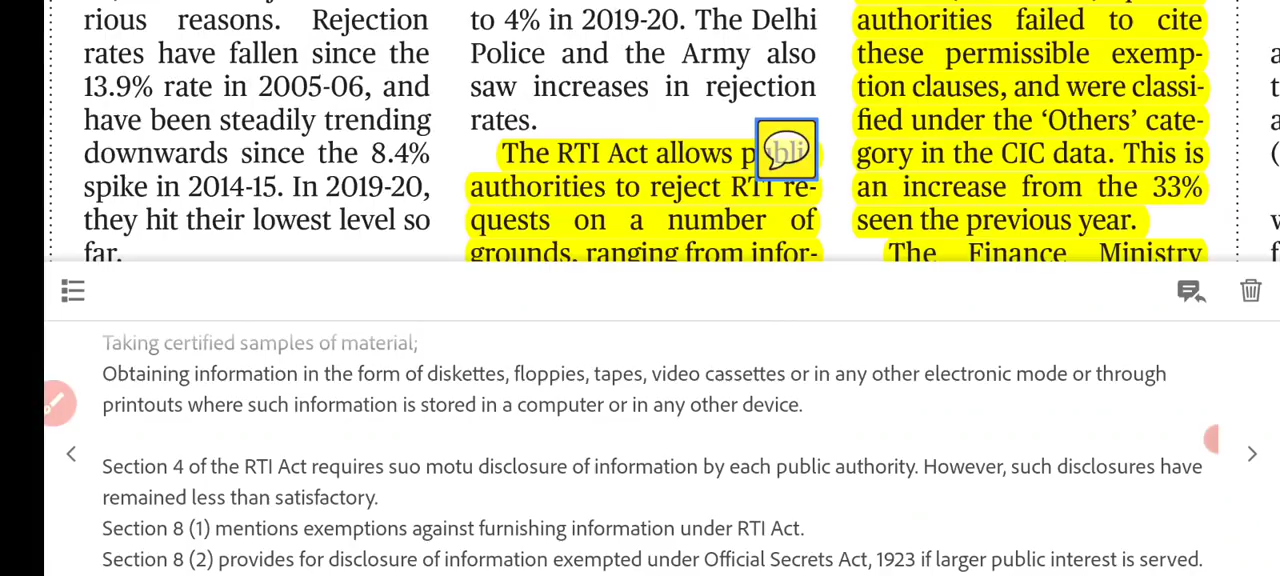 rious reasons. Rejection
rates have fallen since the
13.9% rate in 2005-06, and
have been steadily trending
downwards since the 8.4%
spike in 2014-15. In 2019-20,
they hit their lowest level so
far.
to 4% in 2019-20. The Delhi
Police and the Army also
saw increases in rejection
rates.
The RTI Act allows publi
authorities to reject RTI re-
quests on a number of
grounds, ranging from infor-
authorities failed to cite
these permissible exemp-
tion clauses, and were classi-
fied under the ‘Others’ cate-
gory in the CIC data. This is
an increase from the 33%
seen the previous year.
The Finance Ministry
Taking certified samples of material;
Obtaining information in the form of diskettes, floppies, tapes, video cassettes or in any other electronic mode or through
printouts where such information is stored in a computer or in any other device.
Section 4 of the RTI Act requires suo motu disclosure of information by each public authority. However, such disclosures have
remained less than satisfactory.
Section 8 (1) mentions exemptions against furnishing information under RTI Act.
Section 8 (2) provides for disclosure of information exempted under Official Secrets Act, 1923 if larger public interest is served.